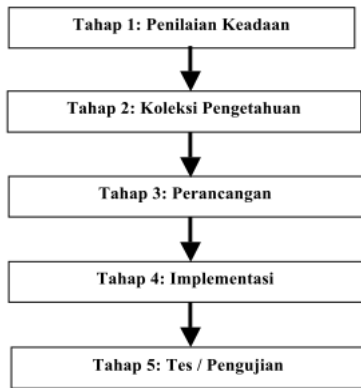 Tahap 1: Penilaian Keadaan
Tahap 2: Koleksi Pengetahuan
Tahap 3: Perancangan
Tahap 4: Implementasi
Tahap 5: Tes / Pengujian